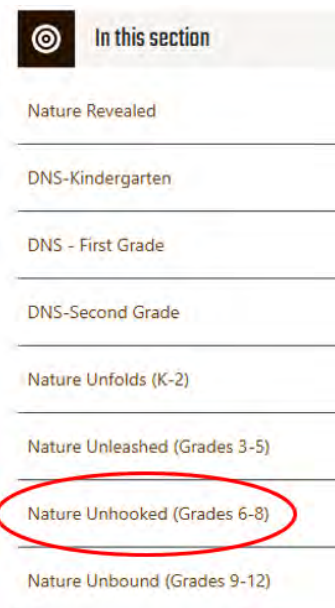 In this section
Nature Revealed
DNS-Kindergarten
DNS - First Grade
DNS-Second Grade
Nature Unfolds (K-2)
Nature Unleashed (Grades 3-5)
Nature Unhooked (Grades 6-8)
Nature Unbound (Grades 9-12)